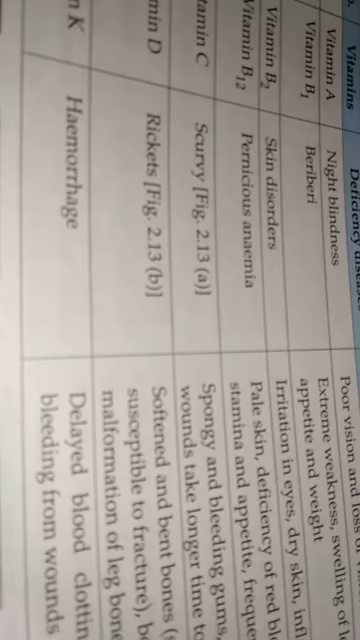 Vitamins Deficiency
Vitamin A Night blindness Poor vision and loss of
Vitamin B1 Beriberi Extreme weakness, swelling of
appetite and weight
Vitamin B2 Skin disorders Irritation in eyes, dry skin,
Vitamin B12 Pernicious anaemia Pale skin, deficiency of red
stamina and appetite,
tamin C Scurvy [Fig. 2.13 (a)] Spongy and bleeding gums,
wounds take longer time
min D Rickets [Fig. 2.13 (b)] Softened and bent bones (
susceptible to fracture),
malformation of leg
n K Haemorrhage Delayed blood
bleeding from wounds